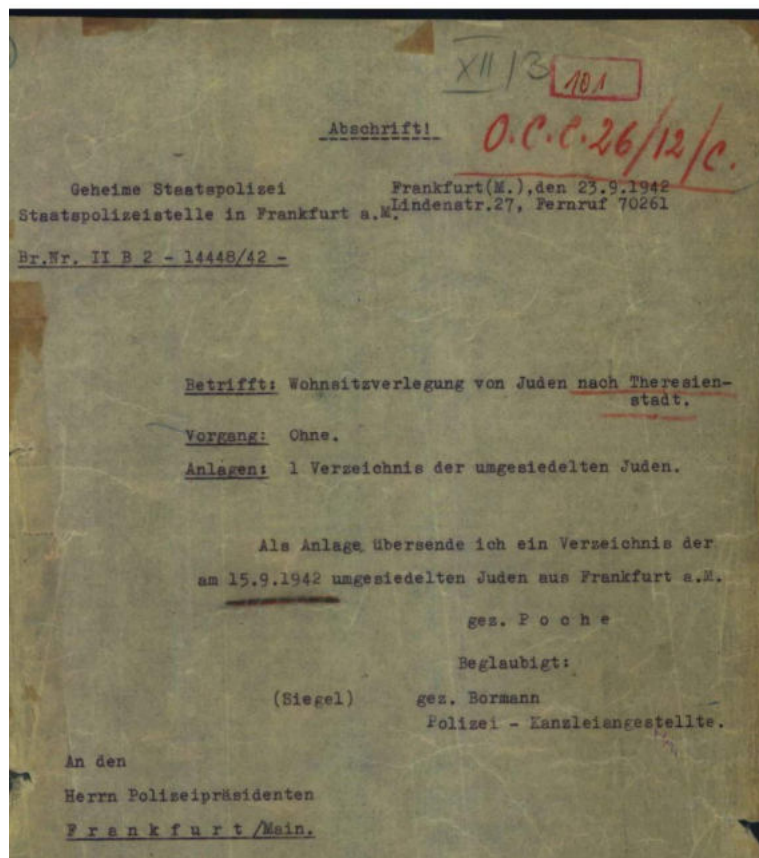 XII/3 101
Abschrift!
O.C.C. 26/12/C.
Geheime Staatspolizei
Staatspolizeistelle in Frankfurt a.M.
Frankfurt(M.),den 23.9.1942
Lindenstr.27, Fernruf 70261
Br.Nr. II B 2 - 14448/42 -
Betrifft: Wohnsitzverlegung von Juden nach Theresien-
stadt.
Vorgang: Ohne.
Anlagen: 1 Verzeichnis der umgesiedelten Juden.
Als Anlage übersende ich ein Verzeichnis der
am 15.9.1942 umgesiedelten Juden aus Frankfurt a.M.
gez. P o c h e
Beglaubigt:
(Siegel) gez. Bormann
Polizei - Kanzleiangestellte.
An den
Herrn Polizeipräsidenten
F r a n k f u r t /Main.